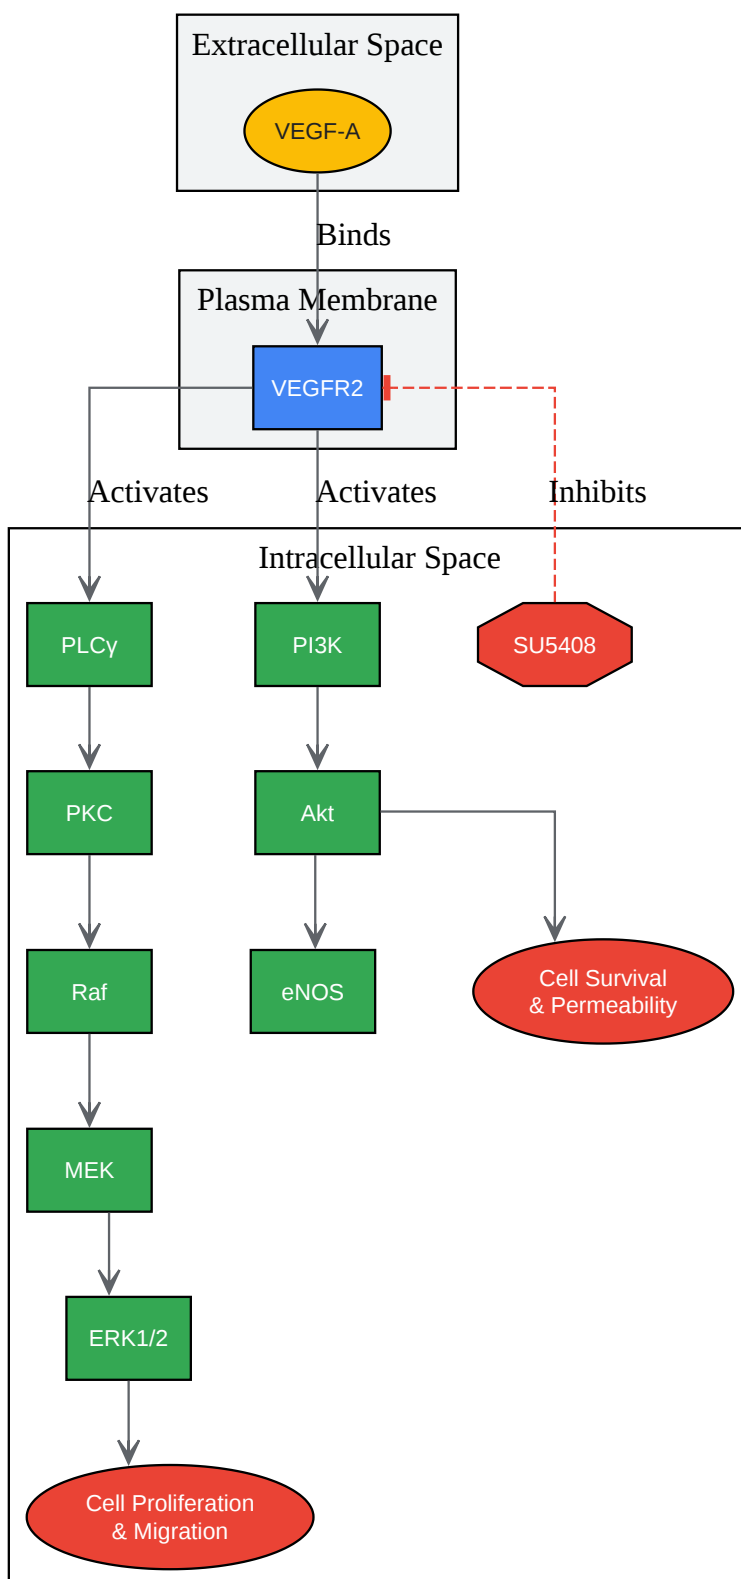 Extracellular Space
VEGF-A
Binds
Plasma Membrane
VEGFR2
Activates
Activates
Inhibits
Intracellular Space
PLCγ
PI3K
SU5408
PKC
Akt
Raf
eNOS
Cell Survival
& Permeability
MEK
ERK1/2
Cell Proliferation
& Migration